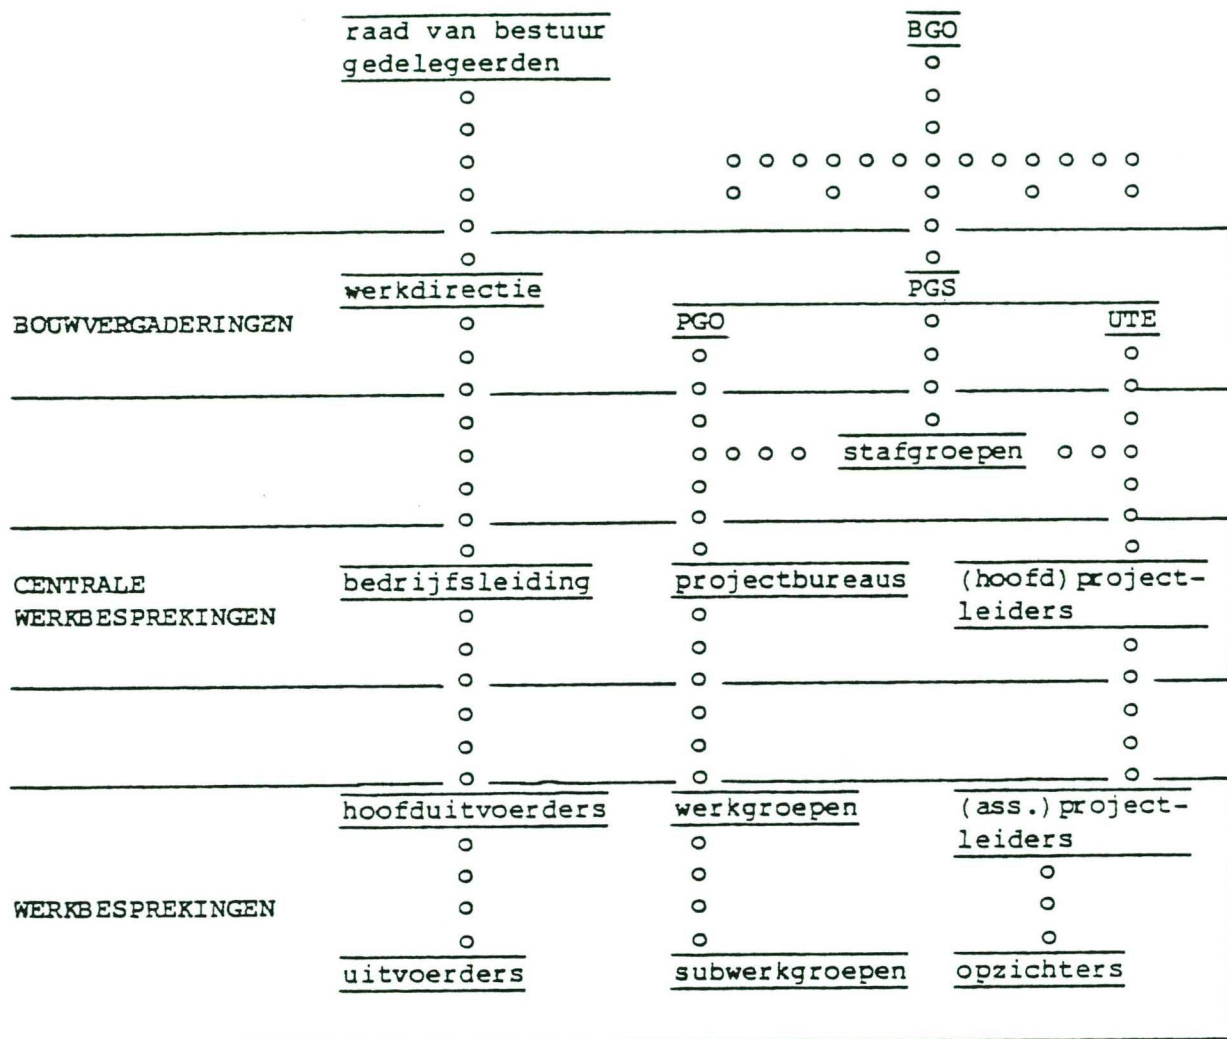 raad van bestuur
gedelegeerden
BGO
werkdirectie
PGS
BOUWVERGADERINGEN
PGO
UTE
stafgroepen
CENTRALE
WERKBESPREKINGEN
bedrijfsleiding
projectbureaus
(hoofd)project-
leiders
hoofduitvoerders
werkgroepen
(ass.)project-
leiders
WERKBESPREKINGEN
uitvoerders
subwerkgroepen
opzichters